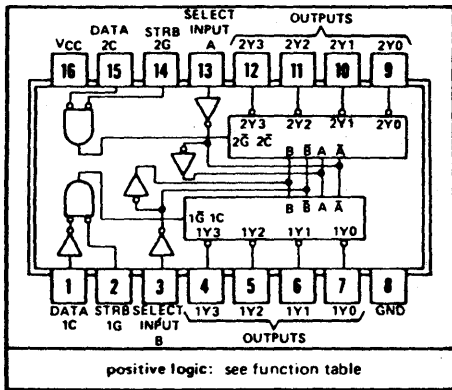 SELECT
DATA STRB INPUT OUTPUTS
VCC 2C 2G A 2Y3 2Y2 2Y1 2Y0
16 15 14 13 12 11 10 9
2Y3 2Y2 2Y1 2Y0
2G̅ 2C̅
B B̅ A A̅
B B̅ A A̅
1G̅ 1C
1Y3 1Y2 1Y1 1Y0
1 2 3 4 5 6 7 8
DATA STRB SELECT 1Y3 1Y2 1Y1 1Y0 GND
1C 1G INPUT OUTPUTS
B
positive logic: see function table